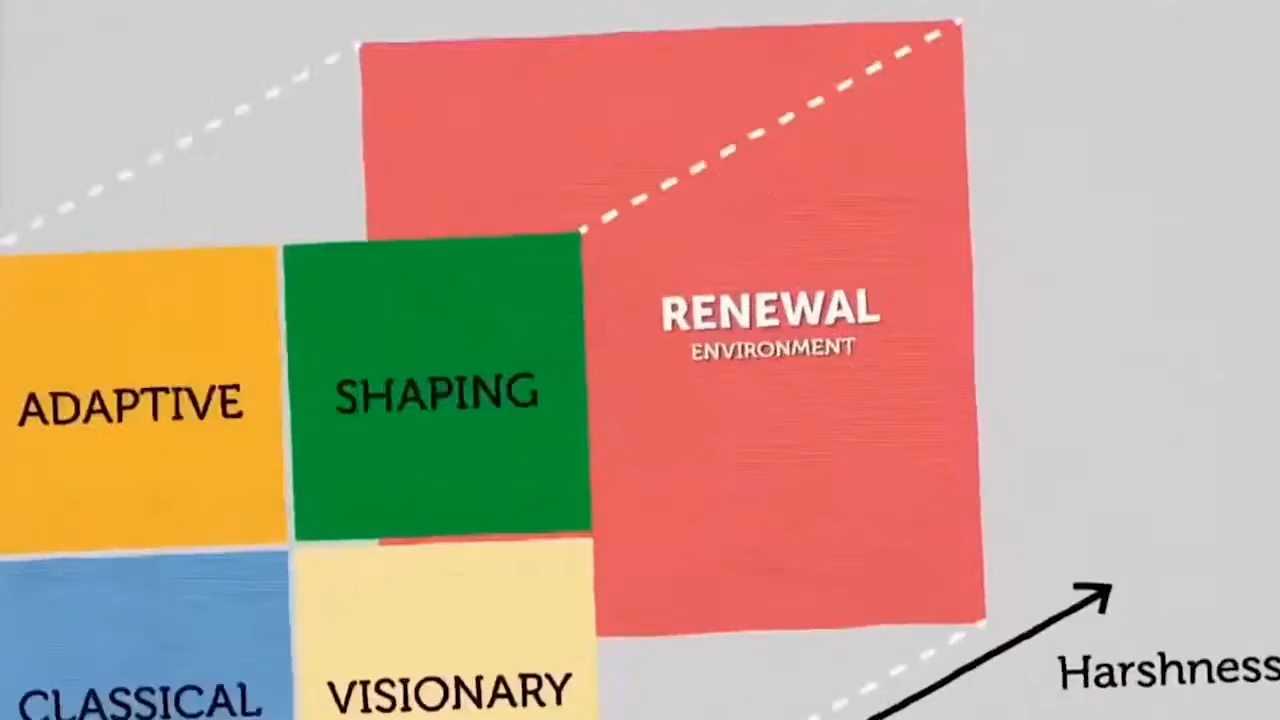 RENEWAL
ENVIRONMENT
ADAPTIVE
SHAPING
CLASSICAL
VISIONARY
Harshness